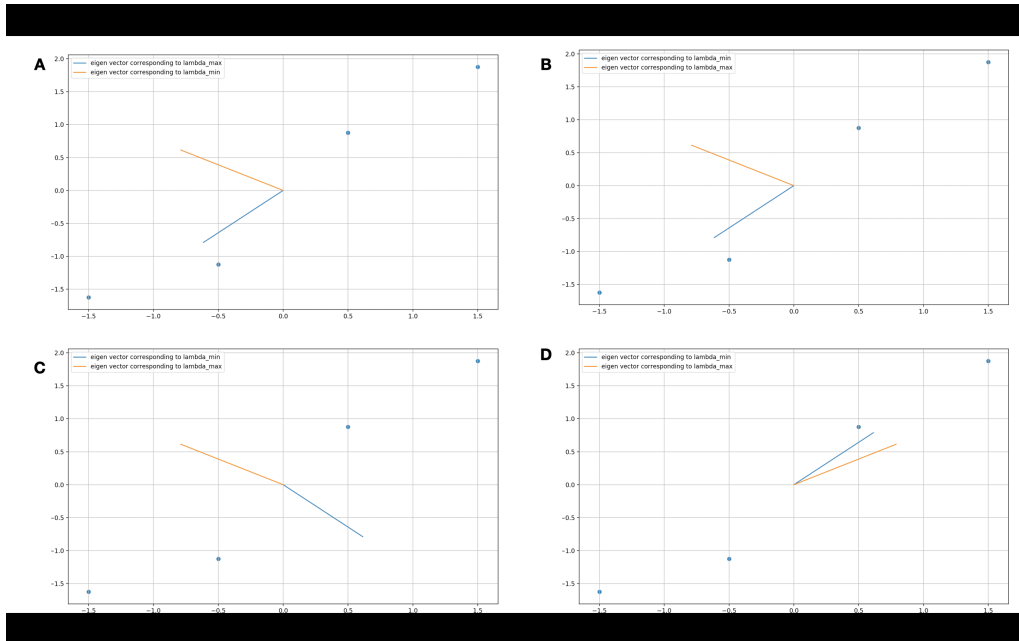 A
eigen vector corresponding to lambda_max
eigen vector corresponding to lambda_min
2.0
1.5
1.0
0.5
0.0
−0.5
−1.0
−1.5
−1.5 −1.0 −0.5 0.0 0.5 1.0 1.5
B
eigen vector corresponding to lambda_min
eigen vector corresponding to lambda_max
2.0
1.5
1.0
0.5
0.0
−0.5
−1.0
−1.5
−1.5 −1.0 −0.5 0.0 0.5 1.0 1.5
C
eigen vector corresponding to lambda_min
eigen vector corresponding to lambda_max
2.0
1.5
1.0
0.5
0.0
−0.5
−1.0
−1.5
−1.5 −1.0 −0.5 0.0 0.5 1.0 1.5
D
eigen vector corresponding to lambda_min
eigen vector corresponding to lambda_max
2.0
1.5
1.0
0.5
0.0
−0.5
−1.0
−1.5
−1.5 −1.0 −0.5 0.0 0.5 1.0 1.5